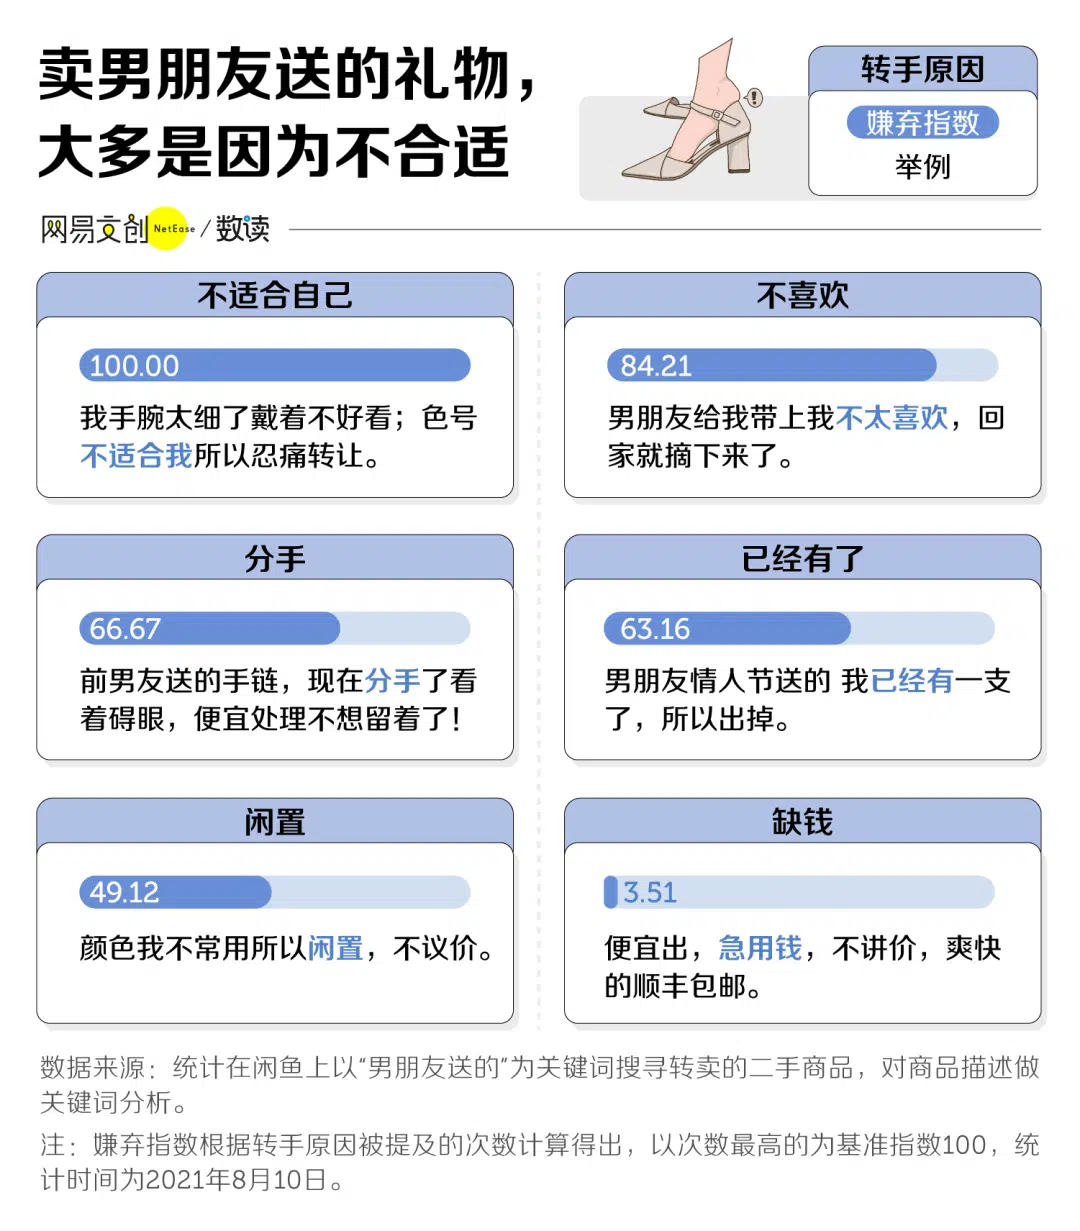 卖男朋友送的礼物，
大多是因为不合适
!
转手原因
嫌弃指数
举例
网易文创 NetEase / 数读
不适合自己
100.00
我手腕太细了戴着不好看；色号
不适合我所以忍痛转让。
不喜欢
84.21
男朋友给我带上我不太喜欢，回
家就摘下来了。
分手
66.67
前男友送的手链，现在分手了看
着碍眼，便宜处理不想留着了！
已经有了
63.16
男朋友情人节送的 我已经有一支
了，所以出掉。
闲置
49.12
颜色我不常用所以闲置，不议价。
缺钱
3.51
便宜出，急用钱，不讲价，爽快
的顺丰包邮。
数据来源：统计在闲鱼上以“男朋友送的”为关键词搜寻转卖的二手商品，对商品描述做
关键词分析。
注：嫌弃指数根据转手原因被提及的次数计算得出，以次数最高的为基准指数100，统
计时间为2021年8月10日。